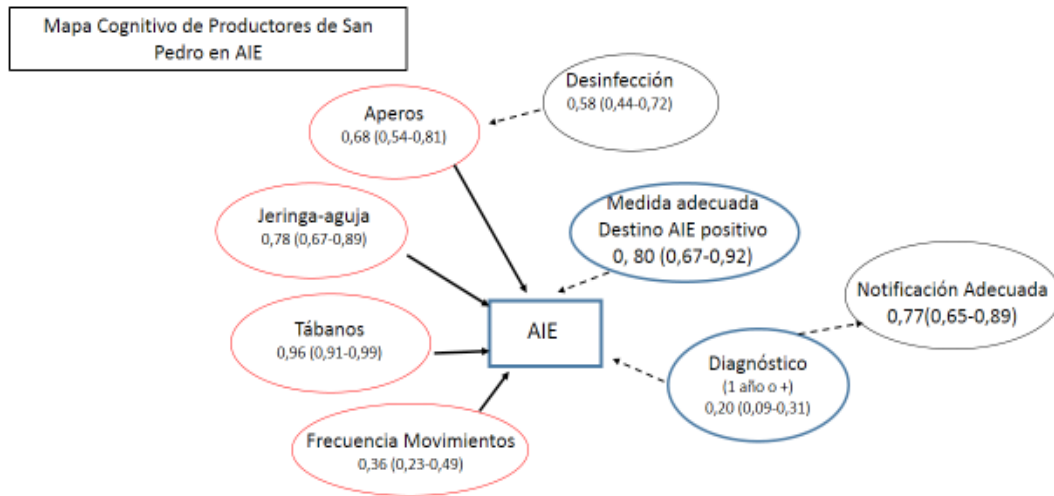 Mapa Cognitivo de Productores de San
Pedro en AIE
Desinfección
0,58 (0,44-0,72)
Aperos
0,68 (0,54-0,81)
Jeringa-aguja
0,78 (0,67-0,89)
Medida adecuada
Destino AIE positivo
0, 80 (0,67-0,92)
Notificación Adecuada
0,77(0,65-0,89)
Tábanos
0,96 (0,91-0,99)
AIE
Diagnóstico
(1 año o +)
0,20 (0,09-0,31)
Frecuencia Movimientos
0,36 (0,23-0,49)